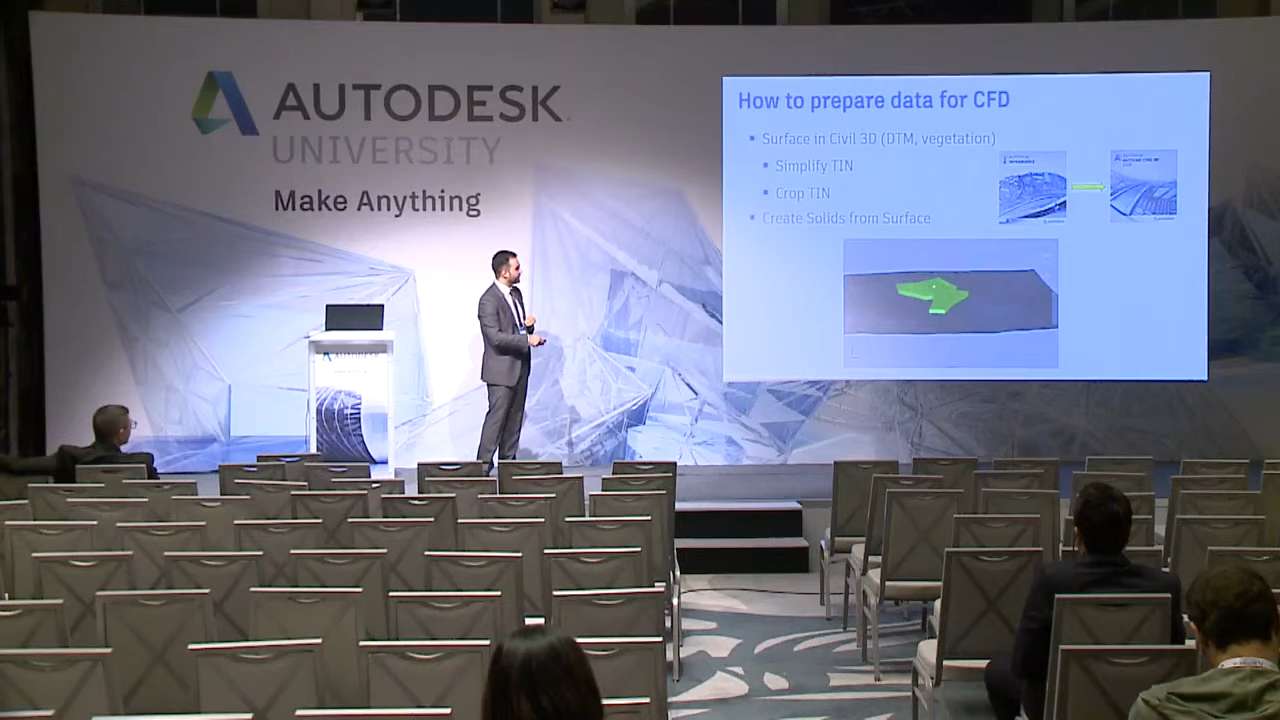 AUTODESK
UNIVERSITY
Make Anything
How to prepare data for CFD
Surface in Civil 3D (DTM, vegetation)
Simplify TIN
Crop TIN
Create Solids from Surface
AUTODESK